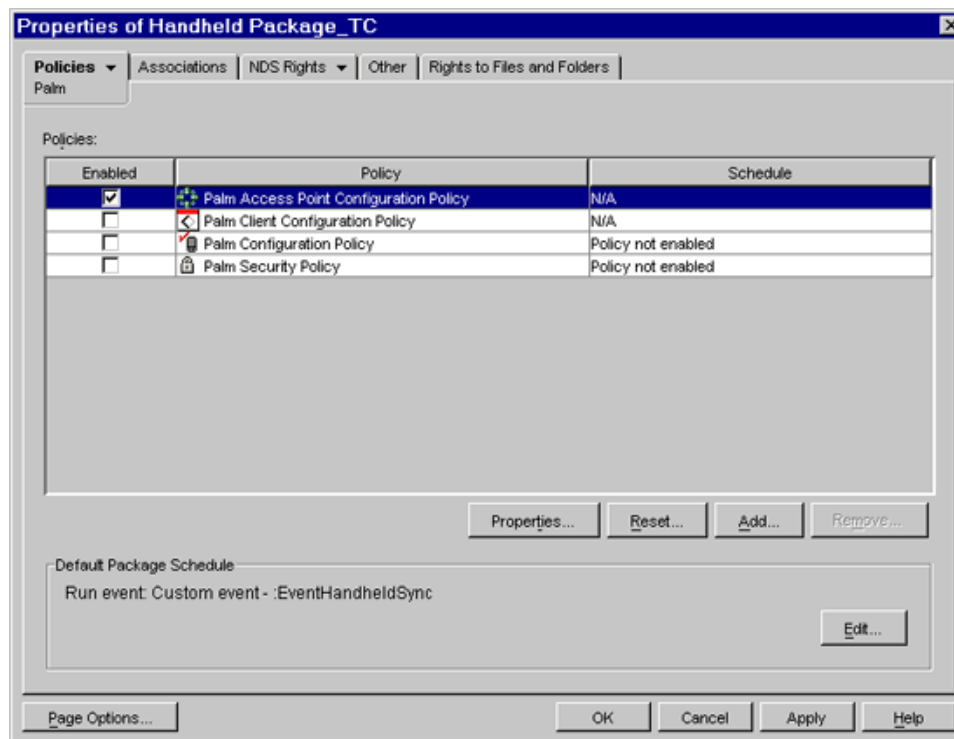 Properties of Handheld Package_TC
Policies Associations NDS Rights Other Rights to Files and Folders
Palm
Policies:
Enabled Policy Schedule
Palm Access Point Configuration Policy N/A
Palm Client Configuration Policy N/A
Palm Configuration Policy Policy not enabled
Palm Security Policy Policy not enabled
Properties... Reset... Add... Remove...
Default Package Schedule
Run event: Custom event - :EventHandheldSync
Edit...
Page Options... OK Cancel Apply Help